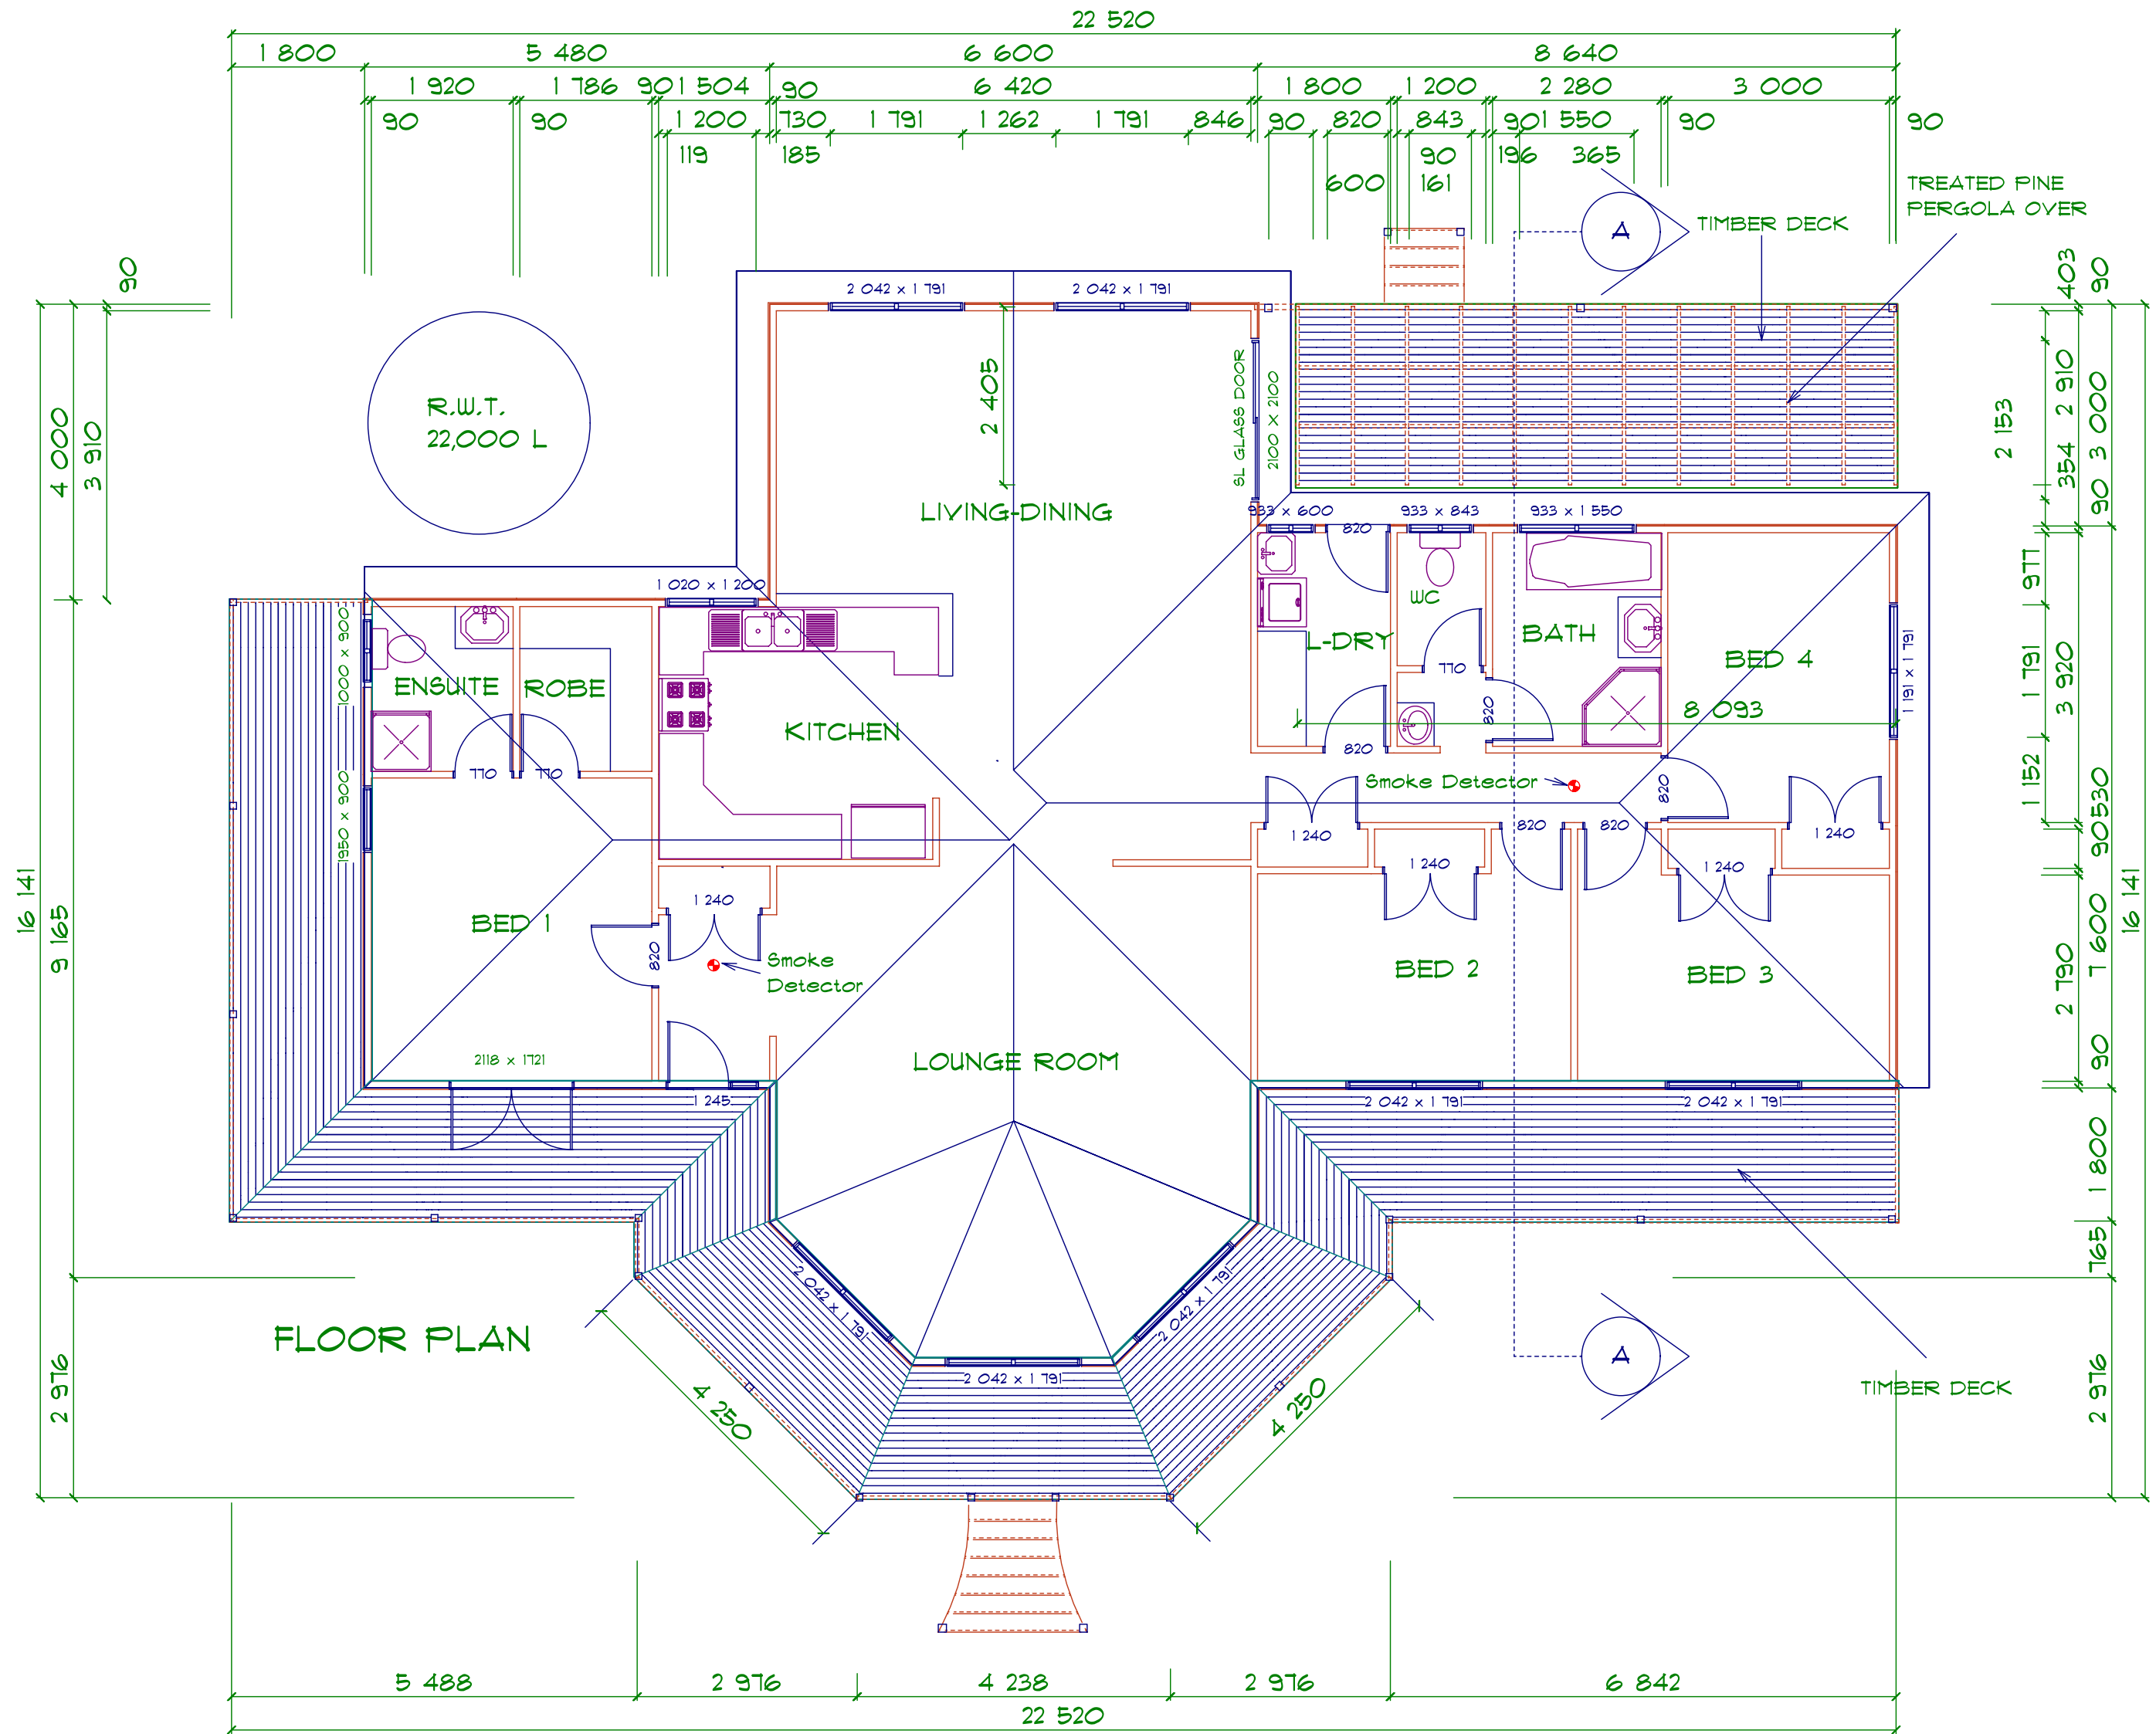 22 520
1 800 5 480 6 600 8 640
1 920 1 786 90 1 504 90 6 420 1 800 1 200 2 280 3 000
90 90 1 200 730 1 791 1 262 1 791 846 90 820 843 90 1 550 90 90
119 185 90 196 365
600 161
TREATED PINE
PERGOLA OVER
TIMBER DECK
A
90
4 000
3 910
16 141
9 165
2 976
403
90
2 910
354
3 000
2 153
90
977
1 791
3 920
1 152
530
90
7 600
16 141
2 790
90
1 800
765
2 976
R.W.T.
22,000 L
2 042 x 1 791
2 042 x 1 791
2 405
SL GLASS DOOR
2100 X 2100
LIVING-DINING
933 x 600
820
933 x 843
933 x 1 550
1 020 x 1 200
1000 x 900
1950 x 900
ENSUITE
ROBE
770
770
KITCHEN
WC
L-DRY
BATH
BED 4
770
820
820
8 093
1 191 x 1 791
Smoke Detector
820
1 240
1 240
820
820
1 240
1 240
BED 1
1 240
820
Smoke
Detector
BED 2
BED 3
2118 x 1721
1 245
LOUNGE ROOM
2 042 x 1 791
2 042 x 1 791
2 042 x 1 791
2 042 x 1 791
2 042 x 1 791
FLOOR PLAN
4 250
4 250
A
TIMBER DECK
5 488 2 976 4 238 2 976 6 842
22 520